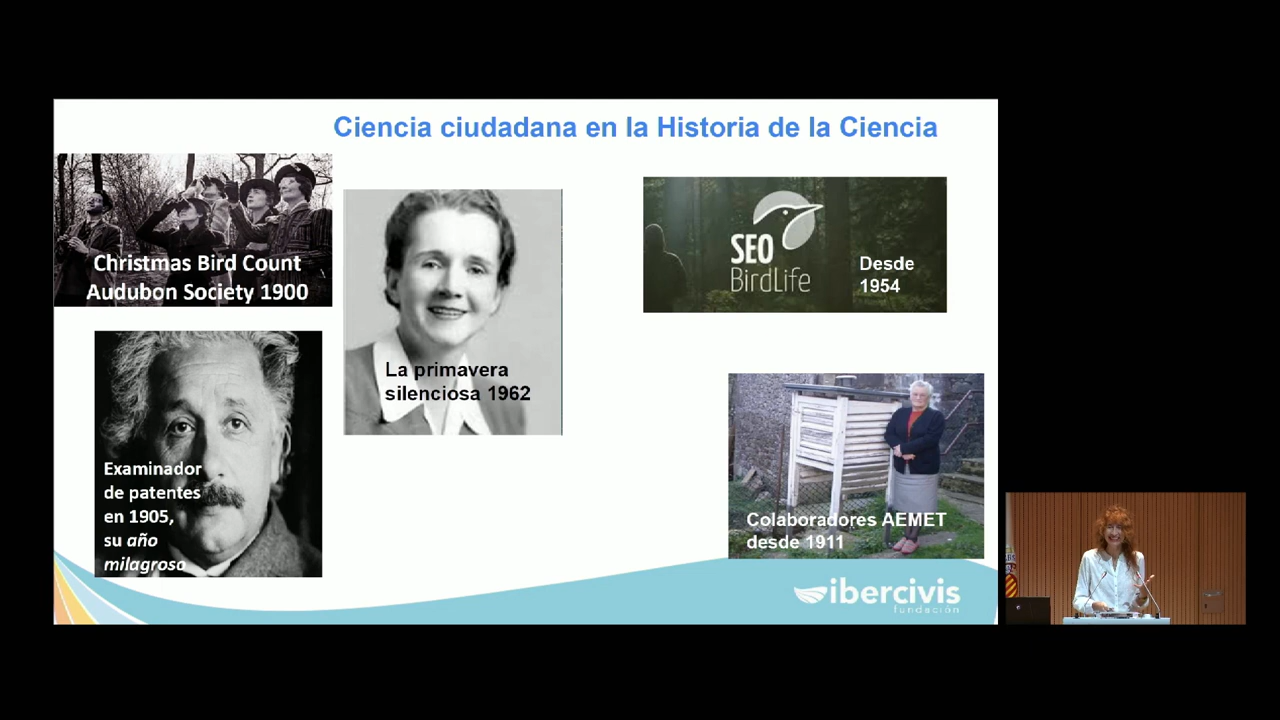 Ciencia ciudadana en la Historia de la Ciencia
Christmas Bird Count
Audubon Society 1900
La primavera
silenciosa 1962
SEO
BirdLife
Desde
1954
Examinador
de patentes
en 1905,
su año
milagroso
Colaboradores AEMET
desde 1911
ibercivis
fundación